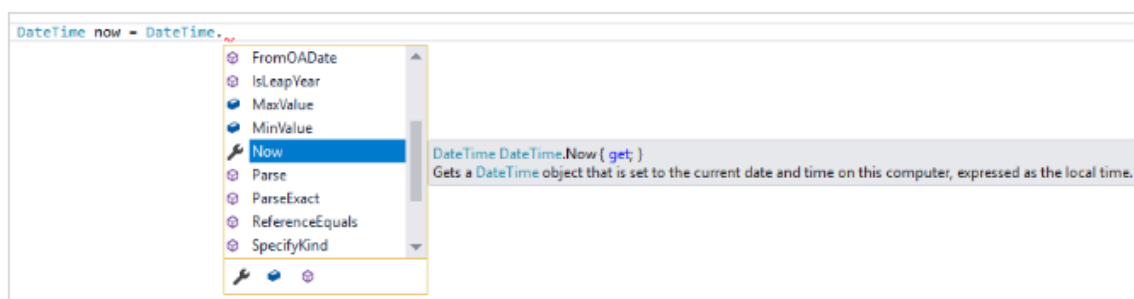 DateTime now = DateTime.
FromOADate
IsLeapYear
MaxValue
MinValue
Now
DateTime DateTime.Now { get; }
Gets a DateTime object that is set to the current date and time on this computer, expressed as the local time.
Parse
ParseExact
ReferenceEquals
SpecifyKind